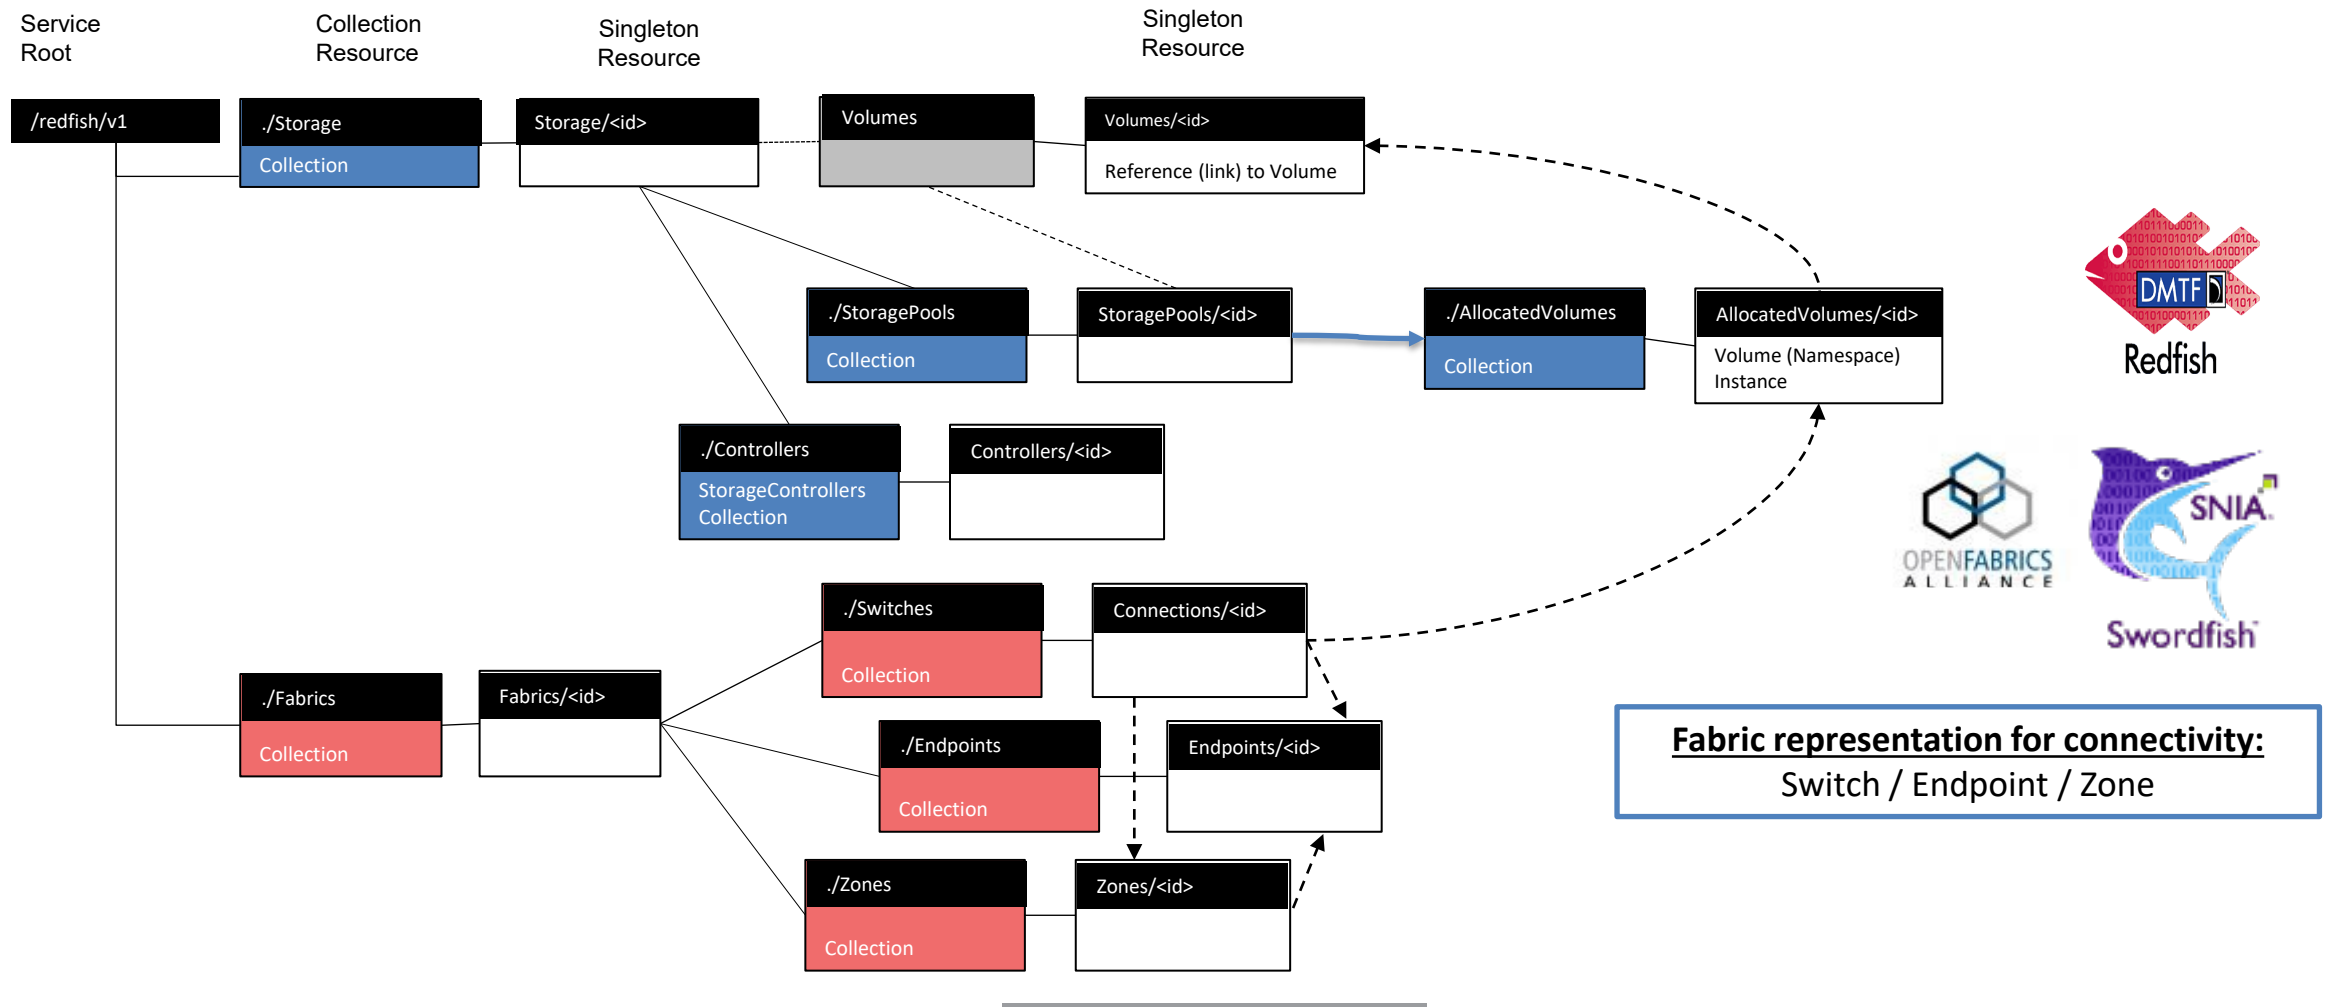 Service
Root
Collection
Resource
Singleton
Resource
Singleton
Resource
/redfish/v1
./Storage
Collection
Storage/<id>
Volumes
Volumes/<id>
Reference (link) to Volume
./StoragePools
Collection
StoragePools/<id>
./AllocatedVolumes
Collection
AllocatedVolumes/<id>
Volume (Namespace)
Instance
DMTF
Redfish
./Controllers
StorageControllers
Collection
Controllers/<id>
OPENFABRICS
ALLIANCE
SNIA®
Swordfish
./Switches
Collection
Connections/<id>
./Fabrics
Collection
Fabrics/<id>
./Endpoints
Collection
Endpoints/<id>
Fabric representation for connectivity:
Switch / Endpoint / Zone
./Zones
Collection
Zones/<id>